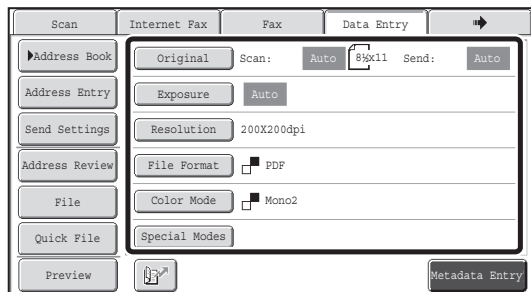 Scan Internet Fax Fax Data Entry
Address Book Original Scan: Auto 8½x11 Send: Auto
Address Entry Exposure Auto
Send Settings Resolution 200X200dpi
Address Review File Format PDF
File Color Mode Mono2
Quick File Special Modes
Preview Metadata Entry